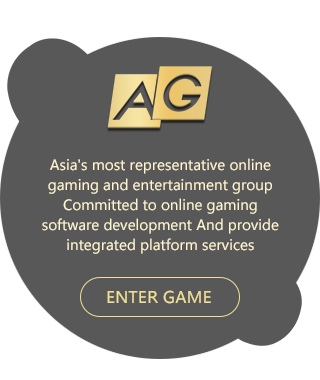 AG
Asia's most representative online
gaming and entertainment group
Committed to online gaming
software development And provide
integrated platform services
ENTER GAME